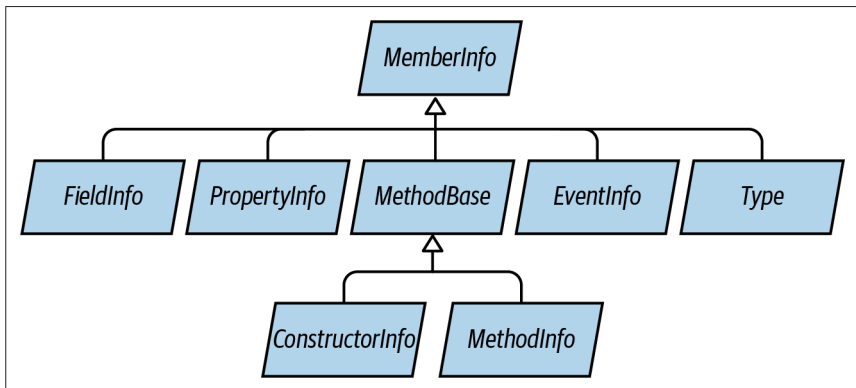 MemberInfo
FieldInfo
PropertyInfo
MethodBase
EventInfo
Type
ConstructorInfo
MethodInfo